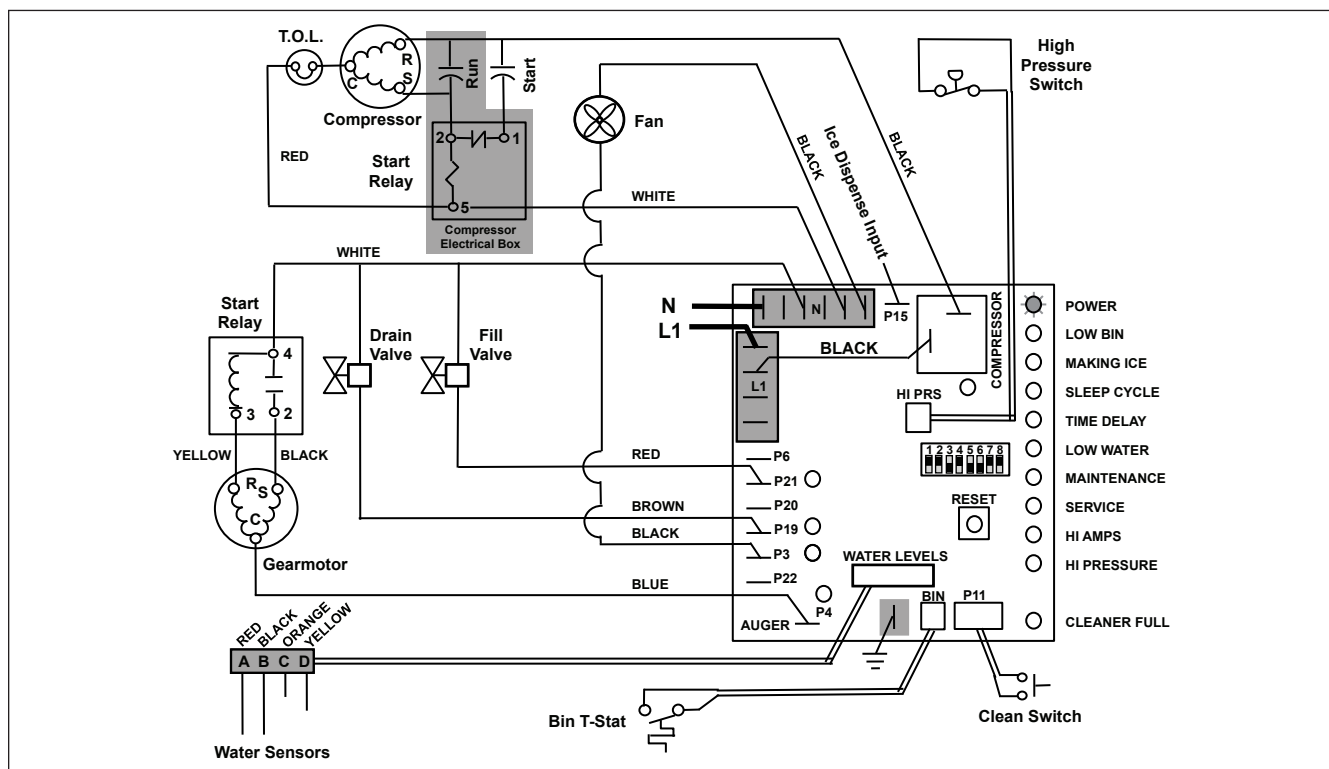 T.O.L.
R
S
C
Compressor
Run
Start
2
1
Start
Relay
5
Compressor
Electrical Box
RED
Fan
BLACK
BLACK
Ice Dispense Input
High
Pressure
Switch
WHITE
WHITE
Start
Relay
4
3
2
Drain
Valve
Fill
Valve
YELLOW
BLACK
R
S
C
Gearmotor
N
L1
N
P15
BLACK
COMPRESSOR
L1
HI PRS
1 2 3 4 5 6 7 8
RESET
RED
BROWN
BLACK
BLUE
P6
P21
P20
P19
P3
P22
P4
AUGER
WATER LEVELS
BIN
P11
POWER
LOW BIN
MAKING ICE
SLEEP CYCLE
TIME DELAY
LOW WATER
MAINTENANCE
SERVICE
HI AMPS
HI PRESSURE
CLEANER FULL
RED
BLACK
ORANGE
YELLOW
A B C D
Water Sensors
Bin T-Stat
Clean Switch